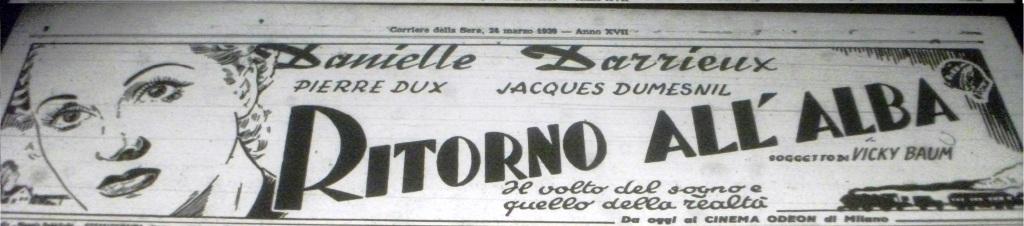 Corriere della Sera, 24 marzo 1939 — Anno XVII
Danielle Darrieux
PIERRE DUX JACQUES DUMESNIL
RITORNO ALL'ALBA
SOGGETTO DI VICKY BAUM
Il volto del sogno e
quello della realtà
Da oggi al CINEMA ODEON di Milano